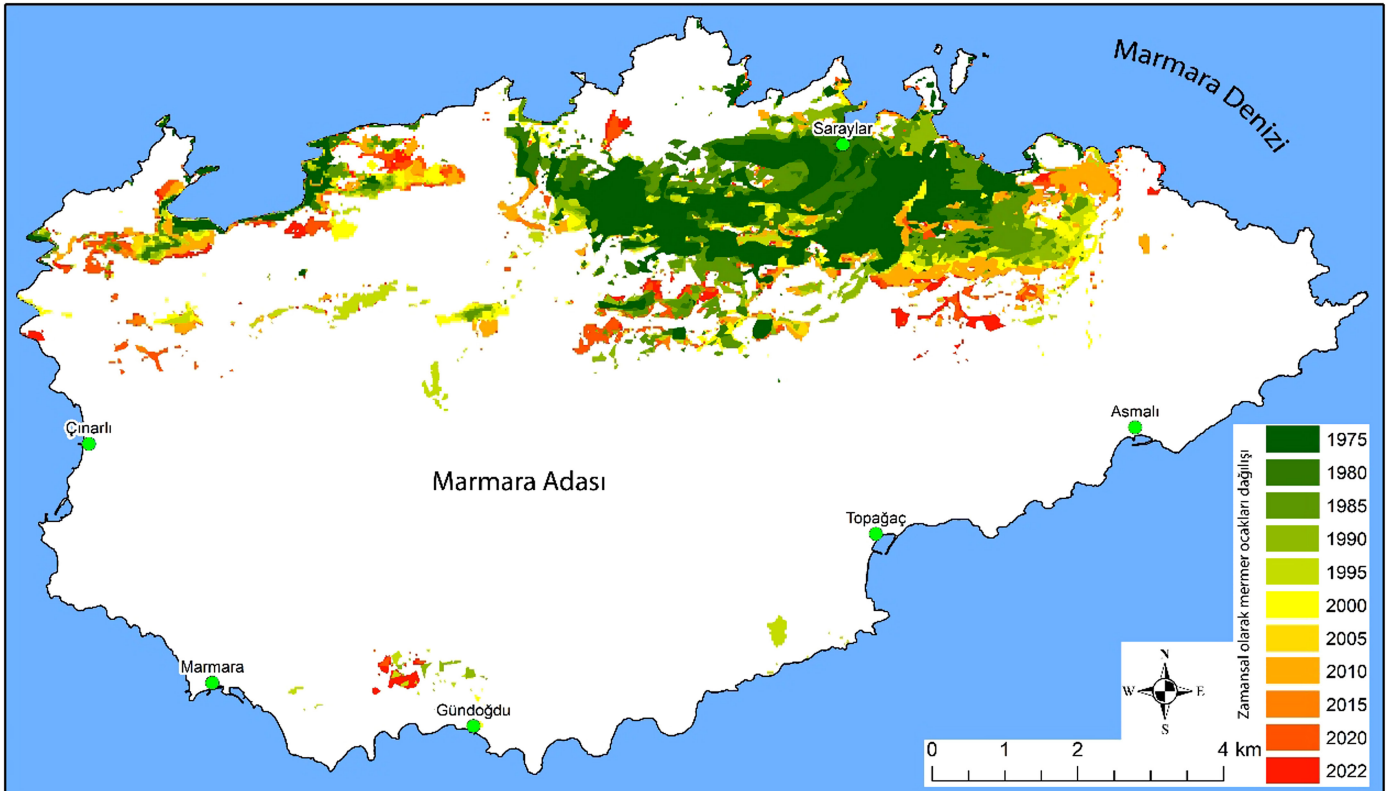 Marmara Denizi
Saraylar
Çınarlı
Asmalı
Marmara Adası
Topağaç
Marmara
Gündoğdu
Zamansal olarak mermer ocakları dağılışı
1975
1980
1985
1990
1995
2000
2005
2010
2015
2020
2022
N
W E
S
0 1 2 4 km